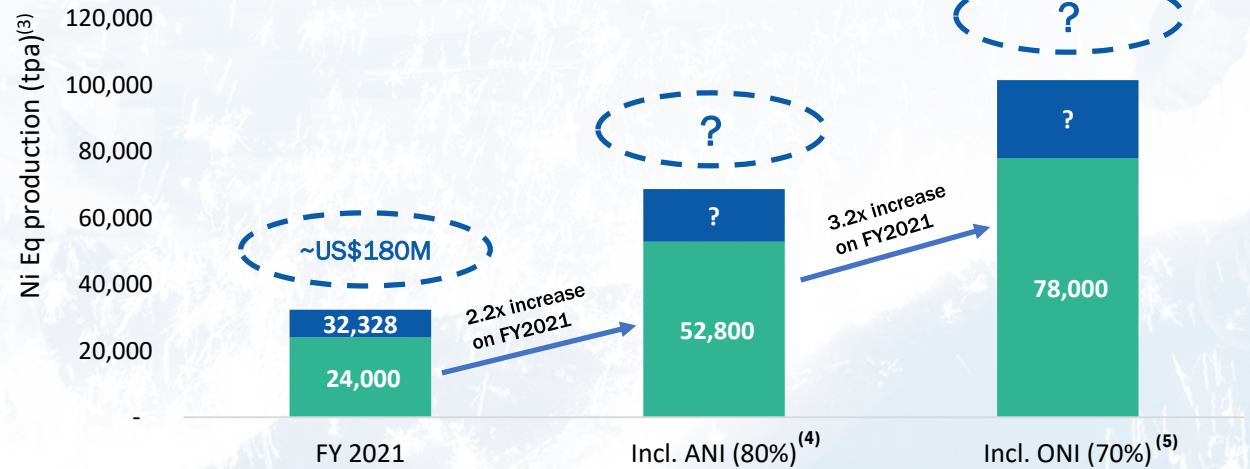 Ni Eq production (tpa)(3)
120,000
100,000
80,000
60,000
40,000
20,000
-
~US$180M
32,328
24,000
FY 2021
2.2x increase
on FY2021
?
?
52,800
Incl. ANI (80%)(4)
3.2x increase
on FY2021
?
?
78,000
Incl. ONI (70%)(5)